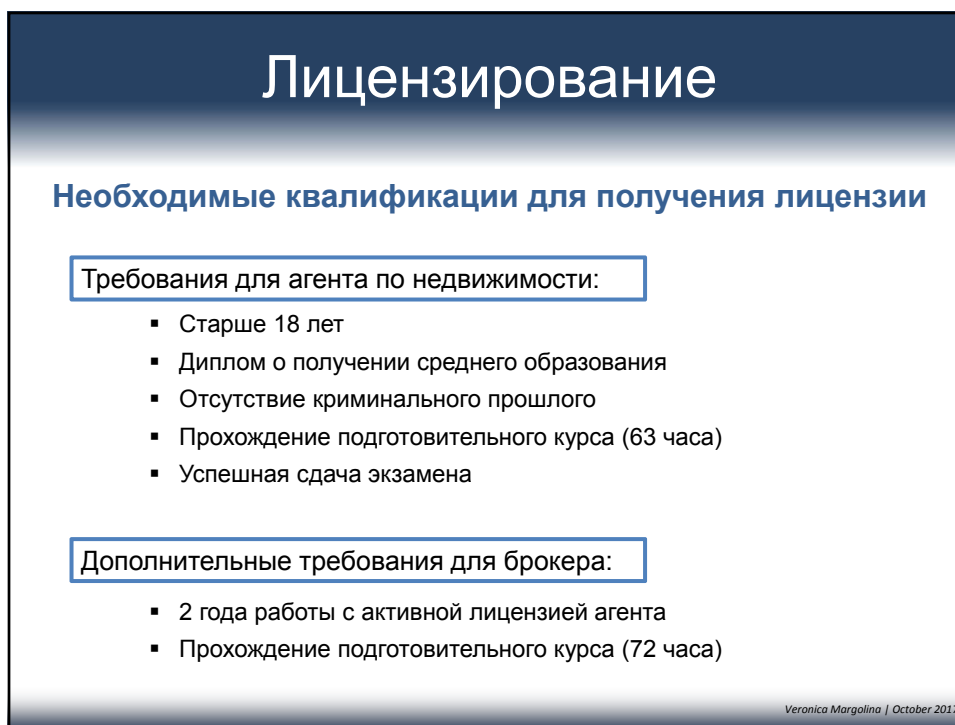 Лицензирование
Необходимые квалификации для получения лицензии
Требования для агента по недвижимости:
▪ Старше 18 лет
▪ Диплом о получении среднего образования
▪ Отсутствие криминального прошлого
▪ Прохождение подготовительного курса (63 часа)
▪ Успешная сдача экзамена
Дополнительные требования для брокера:
▪ 2 года работы с активной лицензией агента
▪ Прохождение подготовительного курса (72 часа)
Veronica Margolina | October 2017